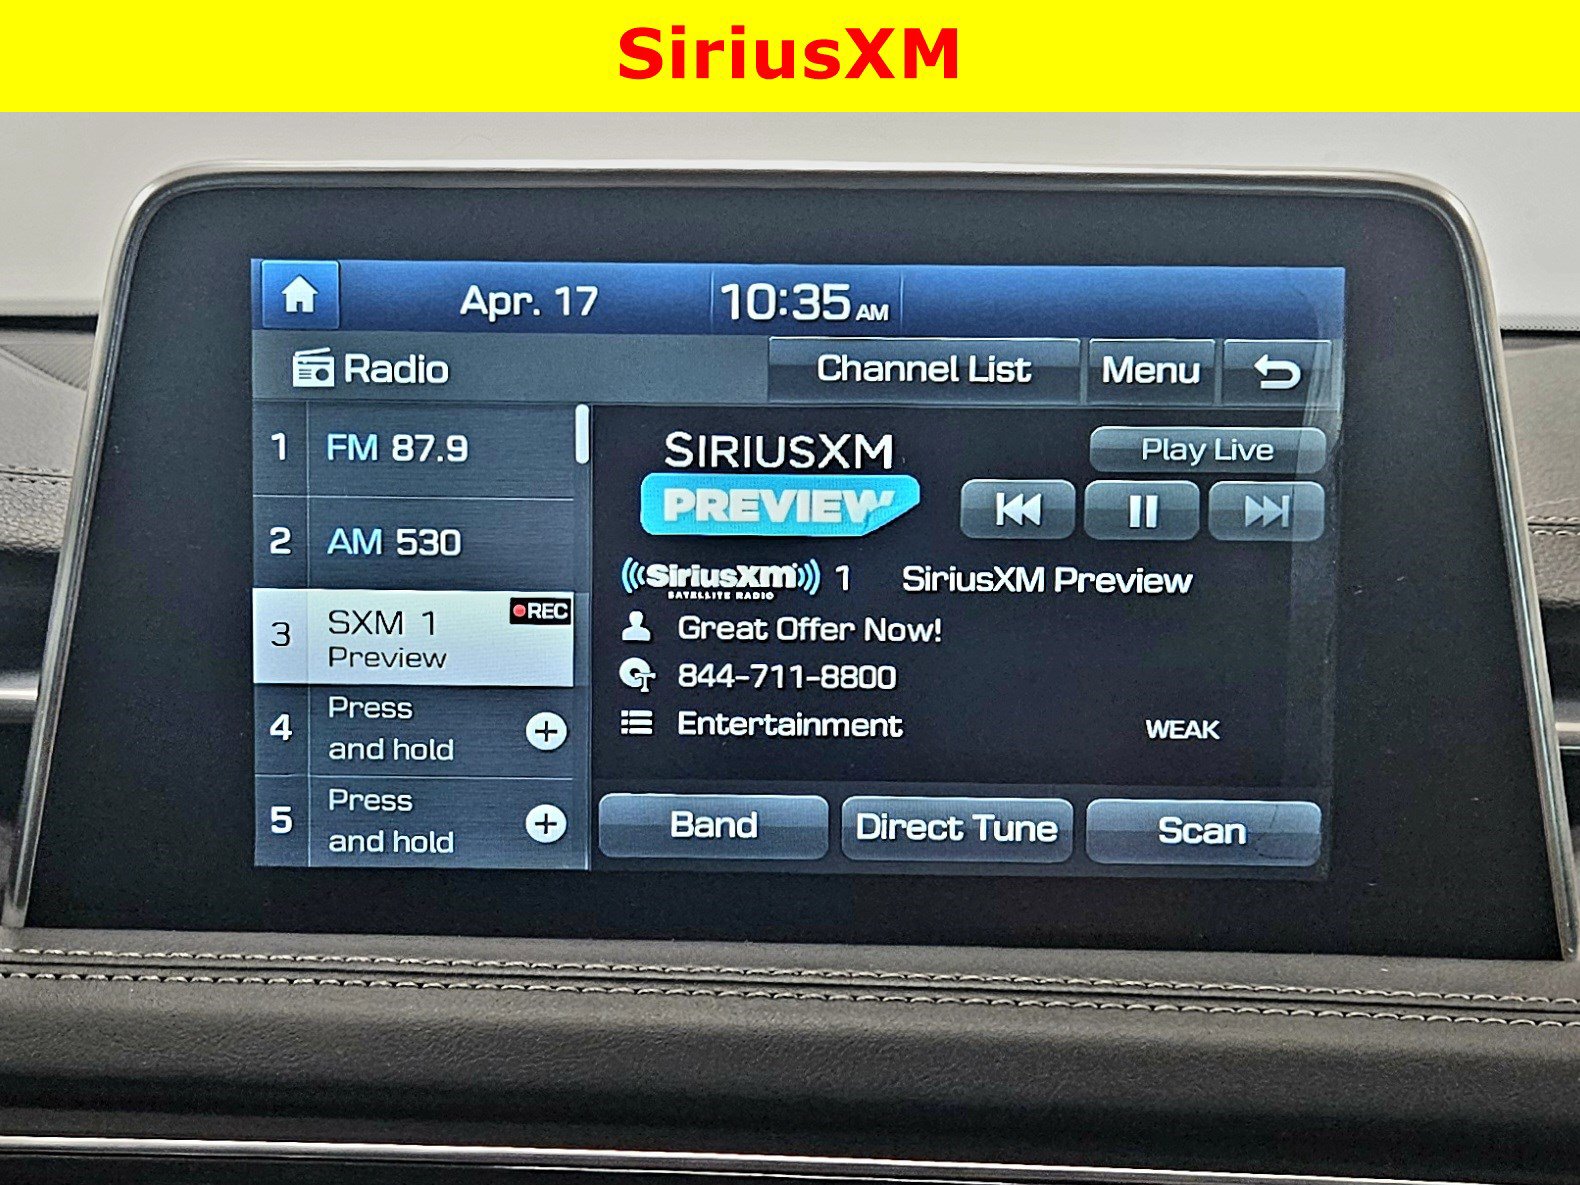 SiriusXM
Apr. 17 10:35 AM
Radio Channel List Menu
1 FM 87.9
2 AM 530
3 SXM 1 REC
Preview
4 Press
and hold
5 Press
and hold
SIRIUSXM Play Live
PREVIEW
SiriusXM 1 SiriusXM Preview
SATELLITE RADIO
Great Offer Now!
844-711-8800
Entertainment WEAK
Band Direct Tune Scan